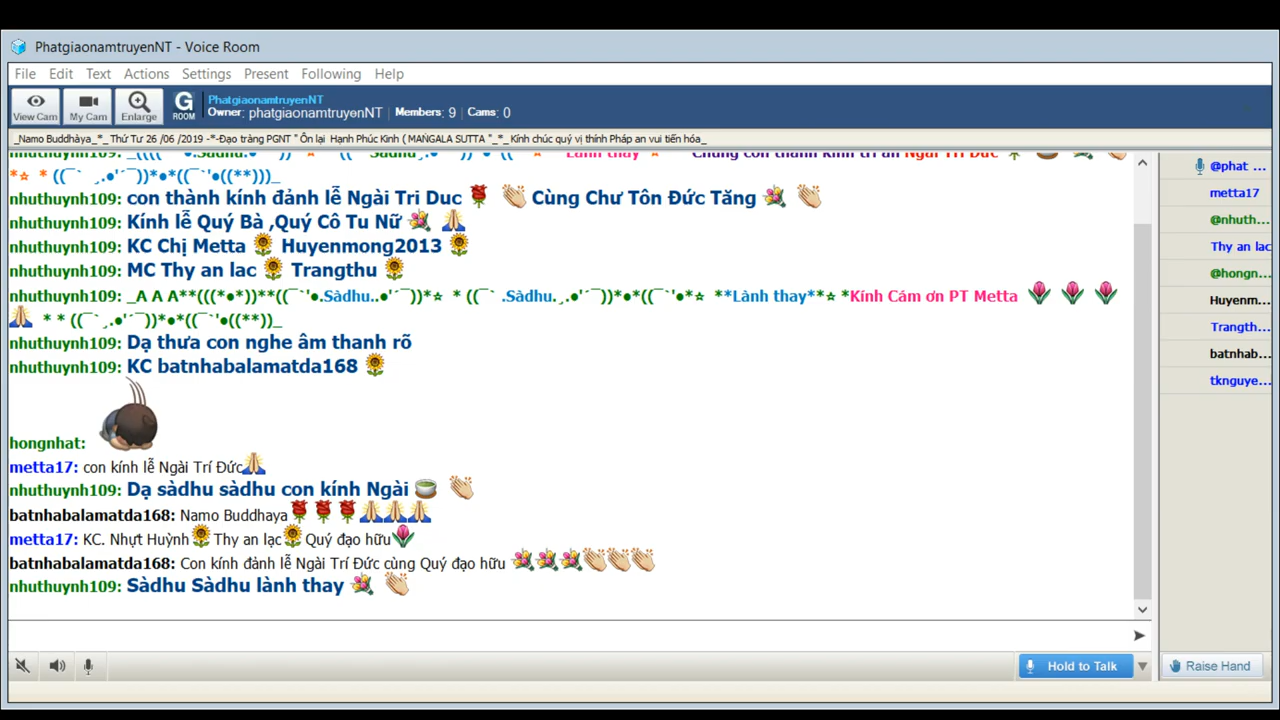 PhatgiaonamtruyenNT - Voice Room
File Edit Text Actions Settings Present Following Help
View Cam My Cam Enlarge G ROOM
PhatgiaonamtruyenNT
Owner: phatgiaonamtruyenNT Members: 9 Cams: 0
_Namo Buddhàya_*_ Thứ Tư 26 /06 /2019 -*-Đạo tràng PGNT " Ôn lại Hạnh Phúc Kinh ( MAṄGALA SUTTA "_*_ Kính chúc quý vị thính Pháp an vui tiến hóa_
nhuthuynh109: con thành kính đảnh lễ Ngài Tri Duc 🌹 👏 Cùng Chư Tôn Đức Tăng 💐 👏
nhuthuynh109: Kính lễ Quý Bà ,Quý Cô Tu Nữ 💐 🙏
nhuthuynh109: KC Chị Metta 🌻 Huyenmong2013 🌻
nhuthuynh109: MC Thy an lac 🌻 Trangthu 🌻
nhuthuynh109: _A A A**(((*●*))**((¯`'●.Sàdhu..●'´¯))*☆ * ((¯` .Sàdhu.¸.●'´¯))*●*((¯`'●*☆ **Lành thay**☆ *Kính Cám ơn PT Metta 🌷 🌷 🌷
🙏 * * ((¯`¸.●'´¯))*●*((¯`'●((**))_
nhuthuynh109: Dạ thưa con nghe âm thanh rõ
nhuthuynh109: KC batnhabalamatda168 🌻
hongnhat:
metta17: con kính lễ Ngài Trí Đức🙏
nhuthuynh109: Dạ sàdhu sàdhu con kính Ngài 🍵 👏
batnhabalamatda168: Namo Buddhaya🌹🌹🌹🙏🙏🙏
metta17: KC. Nhựt Huỳnh🌻Thy an lạc🌻Quý đạo hữu🌷
batnhabalamatda168: Con kính đảnh lễ Ngài Trí Đức cùng Quý đạo hữu 💐💐💐👏👏👏
nhuthuynh109: Sàdhu Sàdhu lành thay 💐 👏
@phat
metta17
@nhuth...
Thy an lac
@hongn...
Huyenm...
Trangth...
batnhab...
tknguye...
Hold to Talk
Raise Hand